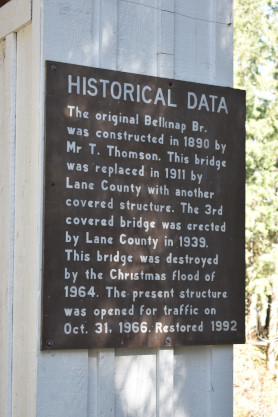 HISTORICAL DATA
The original Belknap Br.
was constructed in 1890 by
Mr T. Thomson. This bridge
was replaced in 1911 by
Lane County with another
covered structure. The 3rd
covered bridge was erected
by Lane County in 1939.
This bridge was destroyed
by the Christmas flood of
1964. The present structure
was opened for traffic on
Oct. 31, 1966. Restored 1992